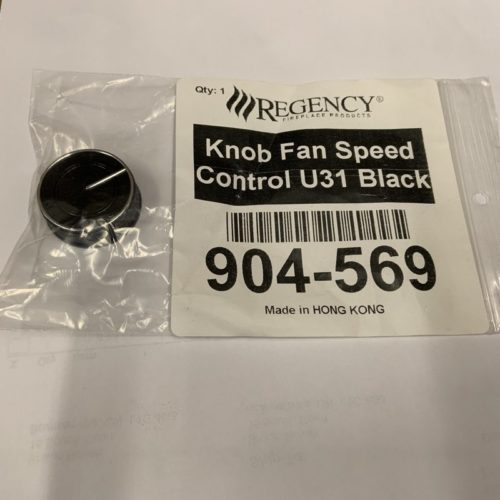 Qty: 1
REGENCY®
FIREPLACE PRODUCTS
Knob Fan Speed
Control U31 Black
904-569
Made in HONG KONG